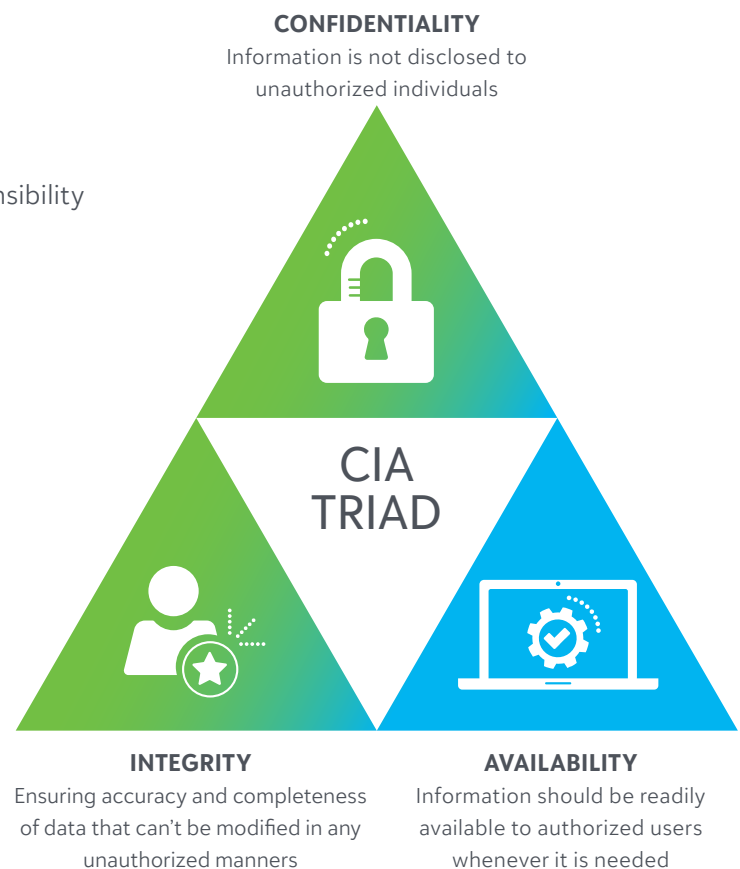 CONFIDENTIALITY
Information is not disclosed to
unauthorized individuals
CIA
TRIAD
INTEGRITY
Ensuring accuracy and completeness
of data that can't be modified in any
unauthorized manners
AVAILABILITY
Information should be readily
available to authorized users
whenever it is needed